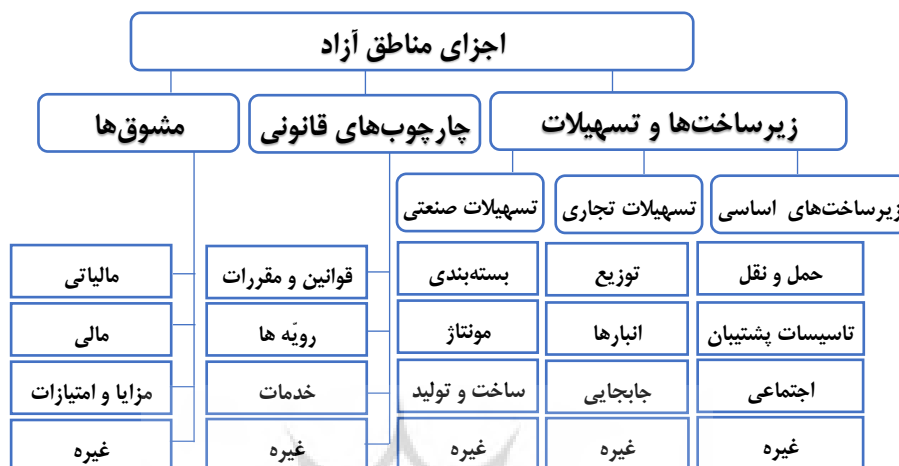 اجزای مناطق آزاد
زیرساخت‌ها و تسهیلات
چارچوب‌های قانونی
مشوق‌ها
زیرساخت‌های اساسی
تسهیلات تجاری
تسهیلات صنعتی
حمل و نقل
توزیع
بسته‌بندی
قوانین و مقررات
مالیاتی
تاسیسات پشتیبان
انبارها
مونتاژ
رویّه ها
مالی
اجتماعی
جابجایی
ساخت و تولید
خدمات
مزایا و امتیازات
غیره
غیره
غیره
غیره
غیره